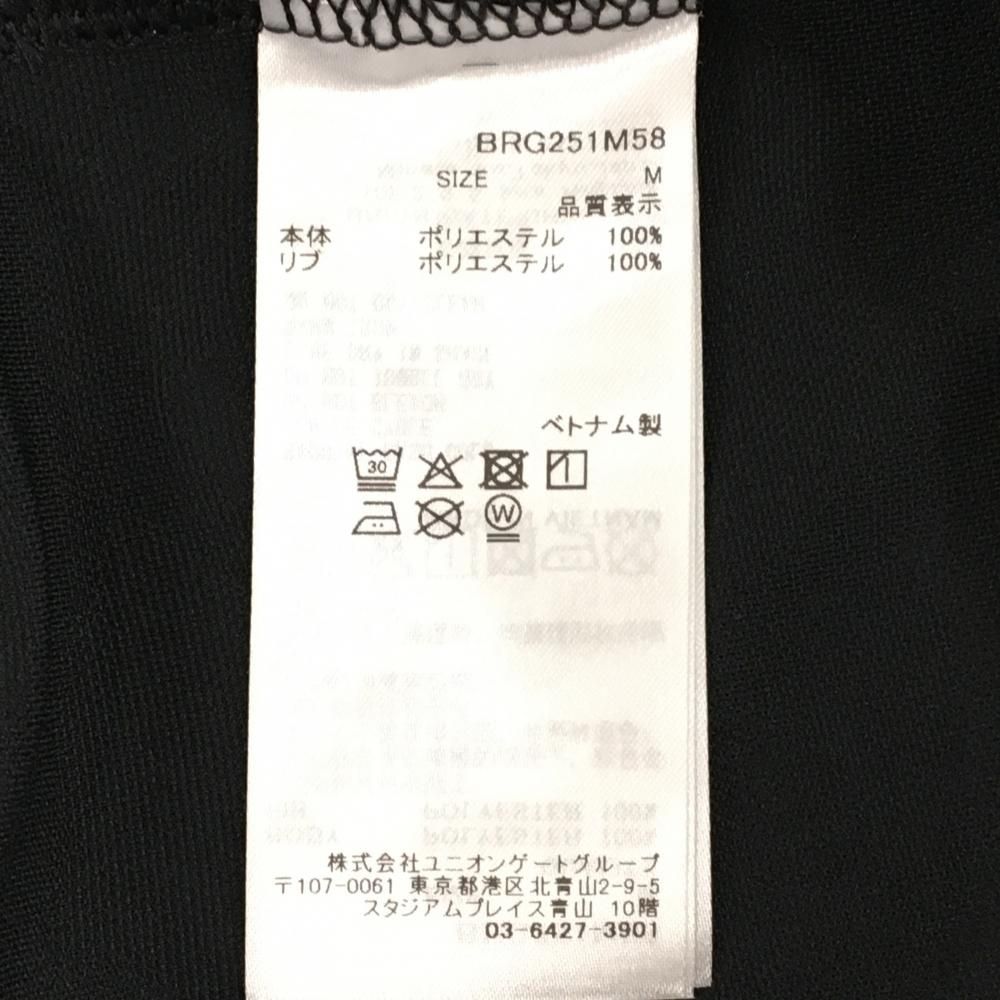 BRG251M58
SIZE M
品質表示
本体 ポリエステル 100%
リブ ポリエステル 100%
ベトナム製
30
W
株式会社ユニオンゲートグループ
〒107-0061 東京都港区北青山2-9-5
スタジアムプレイス青山 10階
03-6427-3901